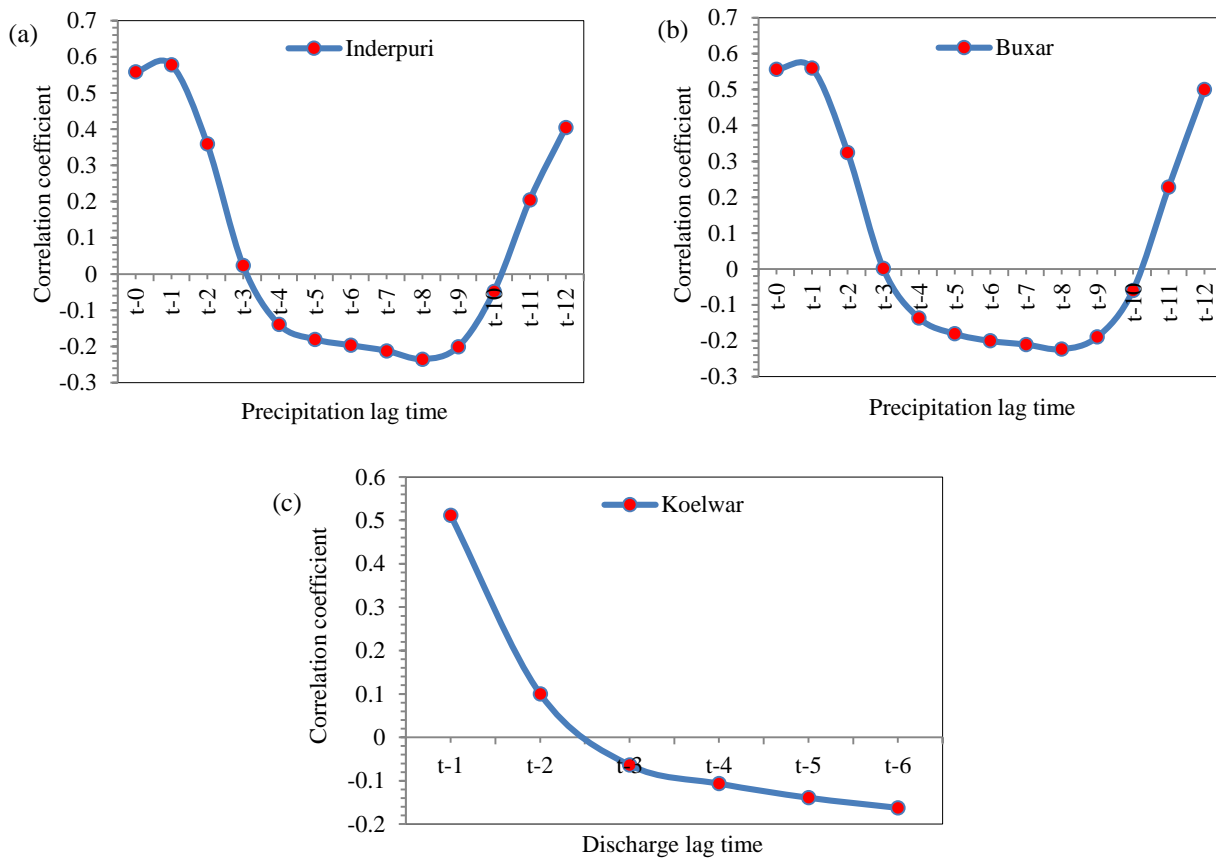 (a)
Inderpuri
Correlation coefficient
0.7
0.6
0.5
0.4
0.3
0.2
0.1
0
-0.1
-0.2
-0.3
t-0 t-1 t-2 t-3 t-4 t-5 t-6 t-7 t-8 t-9 t-10 t-11 t-12
Precipitation lag time
(b)
Buxar
Correlation coefficient
0.7
0.6
0.5
0.4
0.3
0.2
0.1
0
-0.1
-0.2
-0.3
t-0 t-1 t-2 t-3 t-4 t-5 t-6 t-7 t-8 t-9 t-10 t-11 t-12
Precipitation lag time
(c)
Koelwar
Correlation coefficient
0.6
0.5
0.4
0.3
0.2
0.1
0
-0.1
-0.2
t-1 t-2 t-3 t-4 t-5 t-6
Discharge lag time